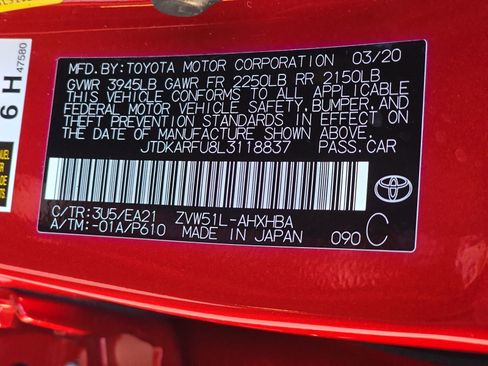 MFD.BY:TOYOTA MOTOR CORPORATION 03/20
GVWR 3945LB GAWR FR 2250LB RR 2150LB
THIS VEHICLE CONFORMS TO ALL APPLICABLE
FEDERAL MOTOR VEHICLE SAFETY, BUMPER, AND
THEFT PREVENTION STANDARDS IN EFFECT ON
THE DATE OF MANUFACTURE SHOWN ABOVE.
JTDKARFU8L3118837 PASS.CAR
C/TR:3U5/EA21 ZVW51L-AHXHBA
A/TM:-01A/P610 MADE IN JAPAN 090 C
47580
6 H